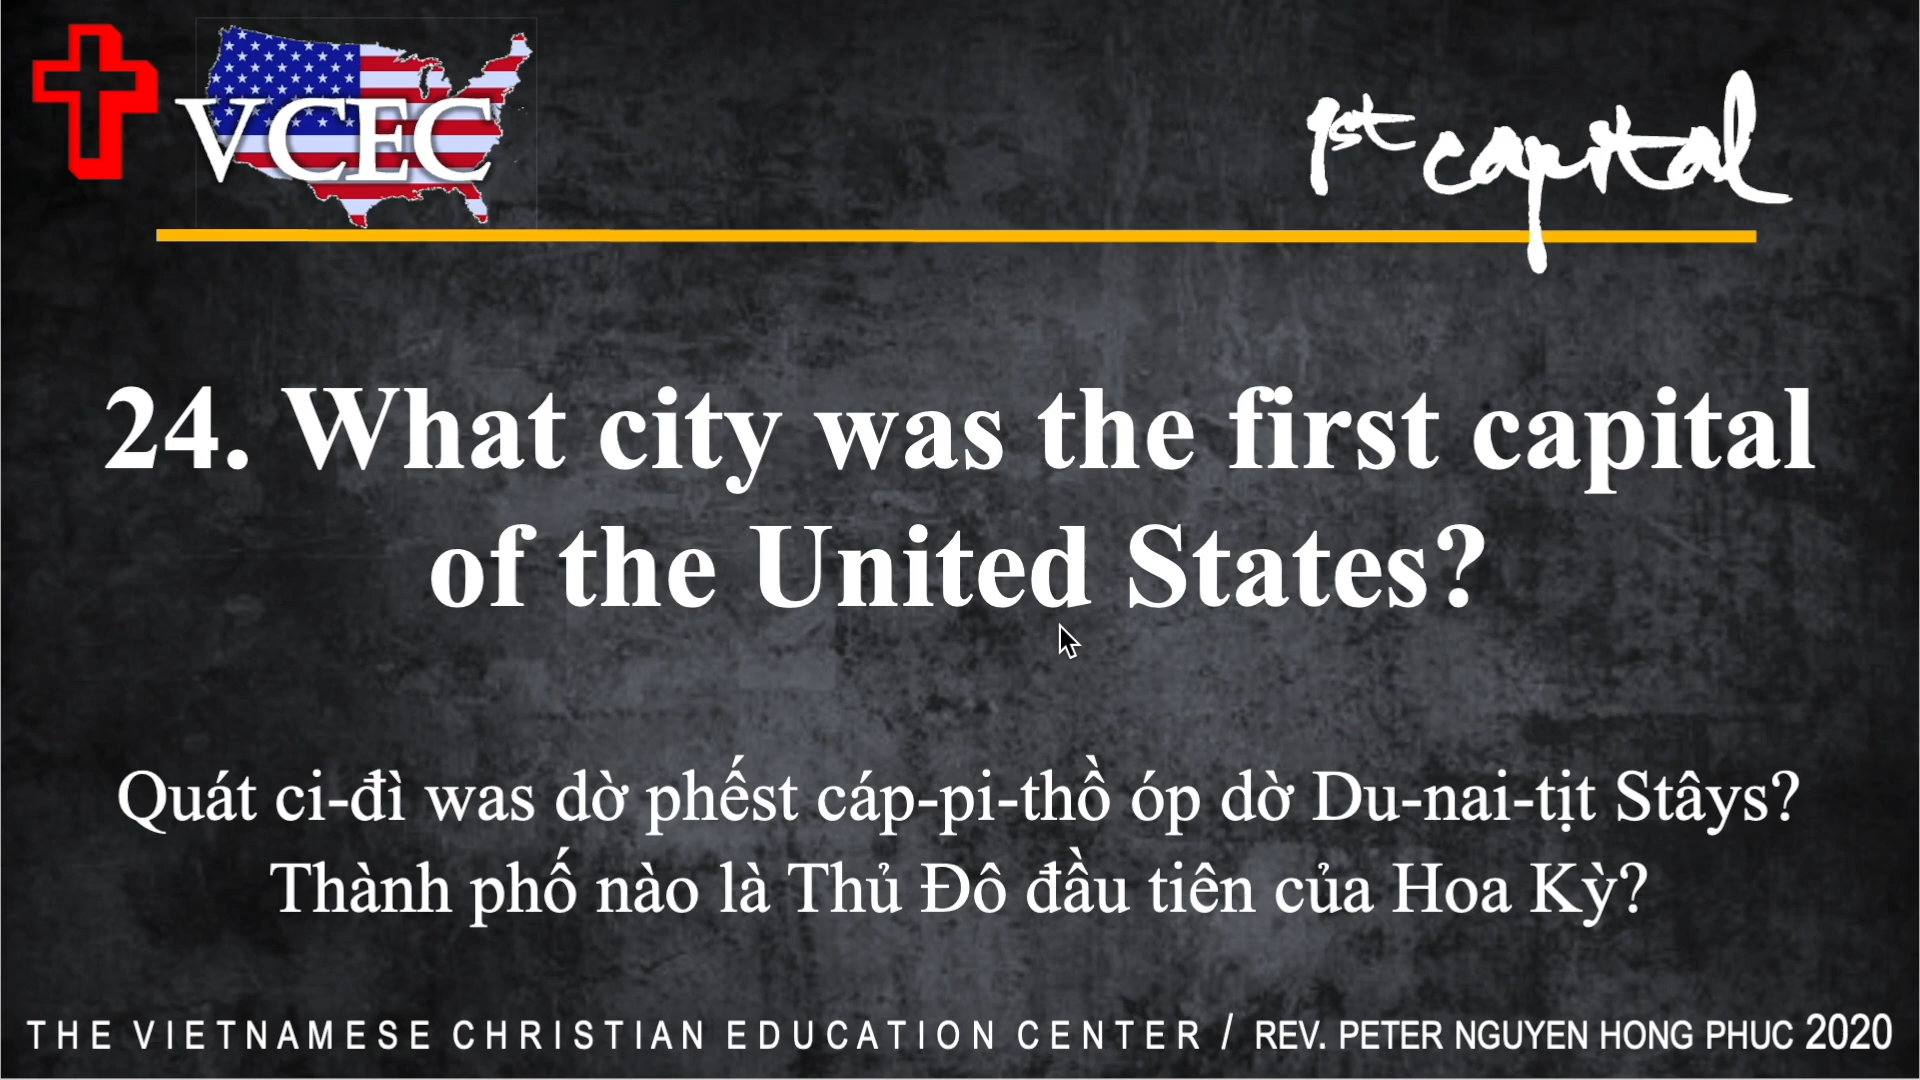 VCEC
1st capital
24. What city was the first capital
of the United States?
Quát ci-đì was dờ phếst cáp-pi-thồ óp dờ Du-nai-tịt Stâys?
Thành phố nào là Thủ Đô đầu tiên của Hoa Kỳ?
THE VIETNAMESE CHRISTIAN EDUCATION CENTER / REV. PETER NGUYEN HONG PHUC 2020